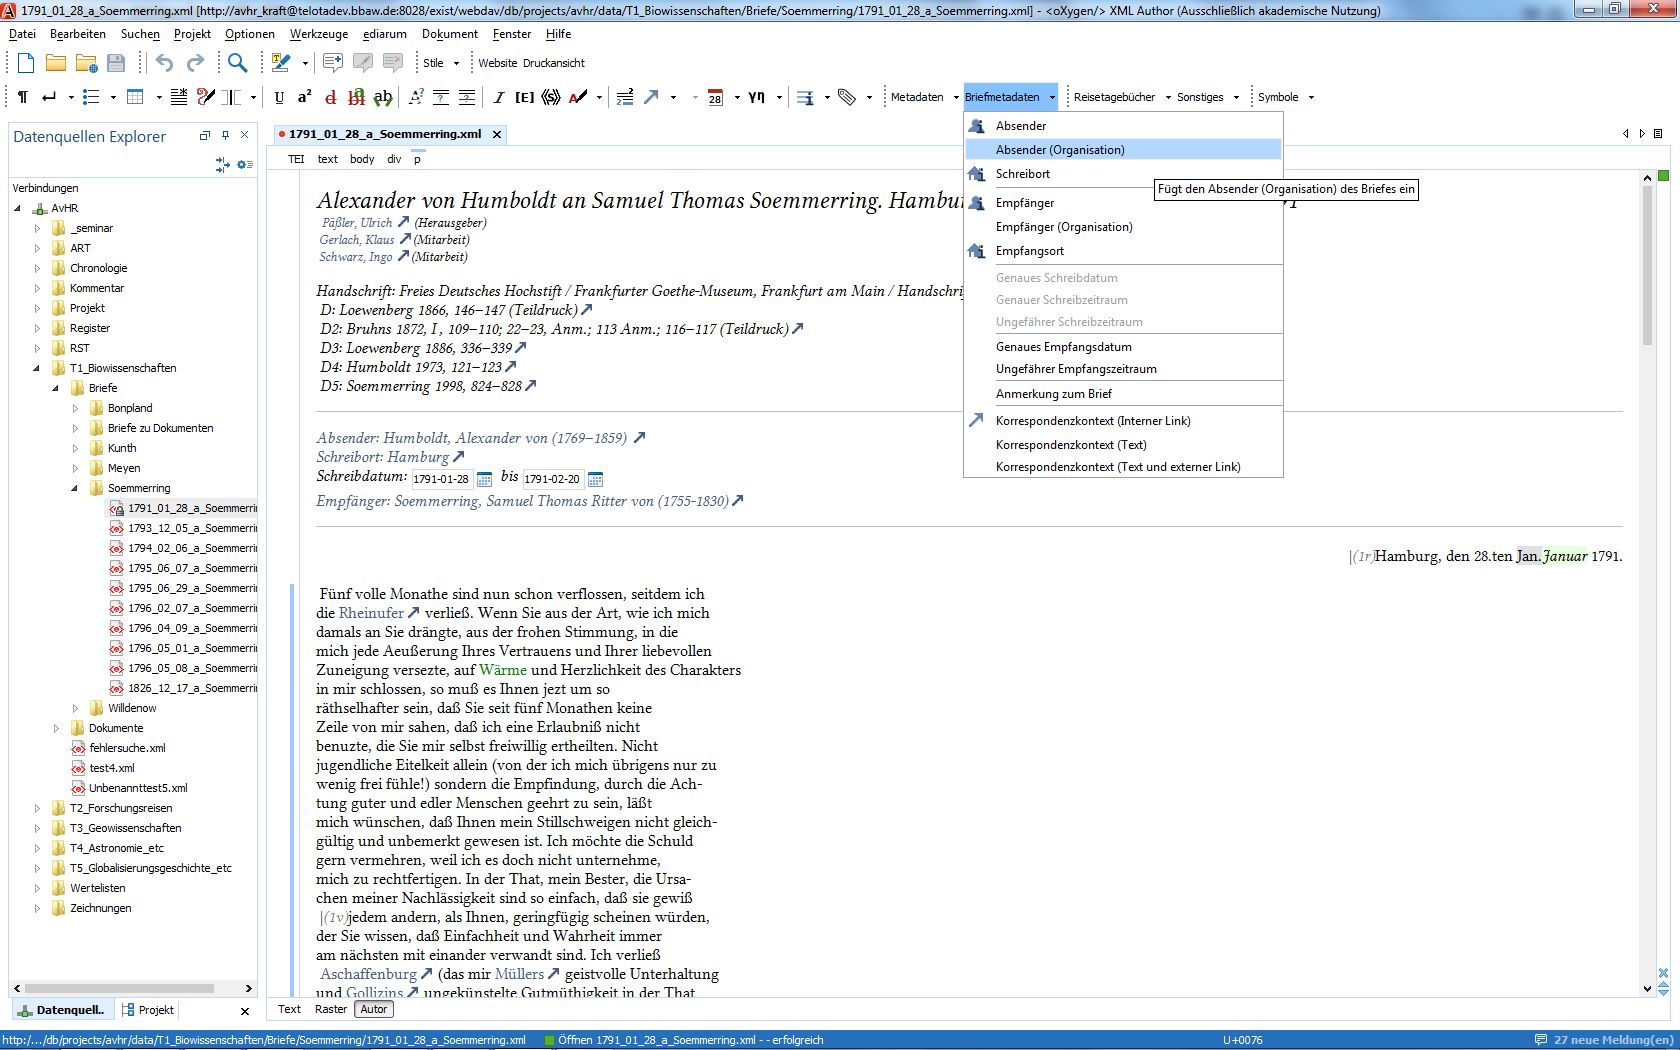 1791_01_28_a_Soemmerring.xml [http://avhr_kraft@telotadev.bbaw.de:8028/exist/webdav/db/projects/avhr/data/T1_Biowissenschaften/Briefe/Soemmerring/1791_01_28_a_Soemmerring.xml] - <oXygen/> XML Author (Ausschließlich akademische Nutzung)
Datei Bearbeiten Suchen Projekt Optionen Werkzeuge ediarum Dokument Fenster Hilfe
Stile Website Druckansicht
Metadaten Briefmetadaten Reisetagebücher Sonstiges Symbole
Datenquellen Explorer
Verbindungen
AvHR
_seminar
ART
Chronologie
Kommentar
Projekt
Register
RST
T1_Biowissenschaften
Briefe
Bonpland
Briefe zu Dokumenten
Kunth
Meyen
Soemmerring
1791_01_28_a_Soemmerri
1793_12_05_a_Soemmerri
1794_02_06_a_Soemmerri
1795_06_07_a_Soemmerri
1795_06_29_a_Soemmerri
1796_02_07_a_Soemmerri
1796_04_09_a_Soemmerri
1796_05_01_a_Soemmerri
1796_05_08_a_Soemmerri
1826_12_17_a_Soemmerri
Willdenow
Dokumente
fehlersuche.xml
test4.xml
Unbenannttest5.xml
T2_Forschungsreisen
T3_Geowissenschaften
T4_Astronomie_etc
T5_Globalisierungsgeschichte_etc
Wertelisten
Zeichnungen
Datenquell.. Projekt
1791_01_28_a_Soemmerring.xml
TEI text body div p
Alexander von Humboldt an Samuel Thomas Soemmerring. Hambu
Päßler, Ulrich (Herausgeber)
Gerlach, Klaus (Mitarbeit)
Schwarz, Ingo (Mitarbeit)
Handschrift: Freies Deutsches Hochstift / Frankfurter Goethe-Museum, Frankfurt am Main / Handschri
D: Loewenberg 1866, 146–147 (Teildruck)
D2: Bruhns 1872, I , 109–110; 22–23, Anm.; 113 Anm.; 116–117 (Teildruck)
D3: Loewenberg 1886, 336–339
D4: Humboldt 1973, 121–123
D5: Soemmerring 1998, 824–828
Absender: Humboldt, Alexander von (1769–1859)
Schreibort: Hamburg
Schreibdatum: 1791-01-28 bis 1791-02-20
Empfänger: Soemmerring, Samuel Thomas Ritter von (1755-1830)
|(1r)Hamburg, den 28.ten Jan. Januar 1791.
Fünf volle Monathe sind nun schon verflossen, seitdem ich
die Rheinufer verließ. Wenn Sie aus der Art, wie ich mich
damals an Sie drängte, aus der frohen Stimmung, in die
mich jede Aeußerung Ihres Vertrauens und Ihrer liebevollen
Zuneigung versezte, auf Wärme und Herzlichkeit des Charakters
in mir schlossen, so muß es Ihnen jezt um so
räthselhafter sein, daß Sie seit fünf Monathen keine
Zeile von mir sahen, daß ich eine Erlaubniß nicht
benuzte, die Sie mir selbst freiwillig ertheilten. Nicht
jugendliche Eitelkeit allein (von der ich mich übrigens nur zu
wenig frei fühle!) sondern die Empfindung, durch die Ach-
tung guter und edler Menschen geehrt zu sein, läßt
mich wünschen, daß Ihnen mein Stillschweigen nicht gleich-
gültig und unbemerkt gewesen ist. Ich möchte die Schuld
gern vermehren, weil ich es doch nicht unternehme,
mich zu rechtfertigen. In der That, mein Bester, die Ursa-
chen meiner Nachlässigkeit sind so einfach, daß sie gewiß
|(1v)jedem andern, als Ihnen, geringfügig scheinen würden,
der Sie wissen, daß Einfachheit und Wahrheit immer
am nächsten mit einander verwandt sind. Ich verließ
Aschaffenburg (das mir Müllers geistvolle Unterhaltung
und Gollizins ungekünstelte Gutmüthigkeit in der That
Absender
Absender (Organisation)
Schreibort
Fügt den Absender (Organisation) des Briefes ein
Empfänger
Empfänger (Organisation)
Empfangsort
Genaues Schreibdatum
Genauer Schreibzeitraum
Ungefährer Schreibzeitraum
Genaues Empfangsdatum
Ungefährer Empfangszeitraum
Anmerkung zum Brief
Korrespondenzkontext (Interner Link)
Korrespondenzkontext (Text)
Korrespondenzkontext (Text und externer Link)
Text Raster Autor
http:/.../db/projects/avhr/data/T1_Biowissenschaften/Briefe/Soemmerring/1791_01_28_a_Soemmerring.xml Öffnen 1791_01_28_a_Soemmerring.xml - - erfolgreich U+0076 27 neue Meldung(en)